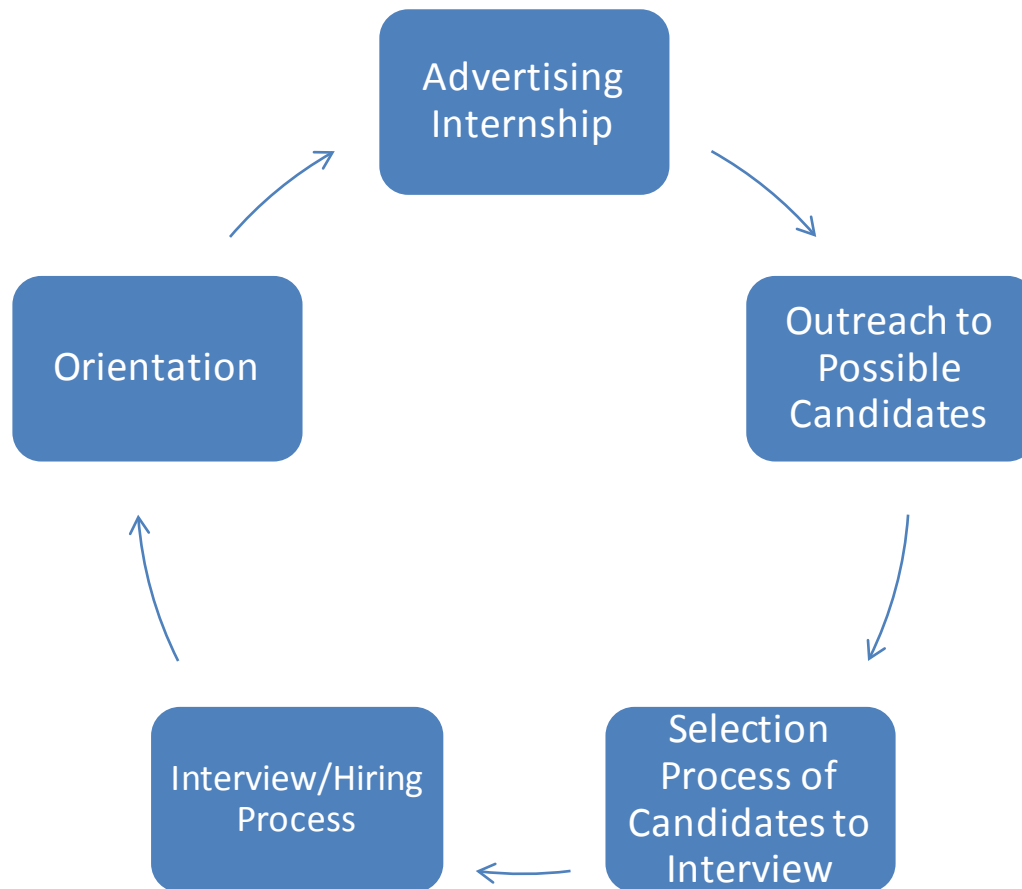 Advertising
Internship
Outreach to
Possible
Candidates
Selection
Process of
Candidates to
Interview
Interview/Hiring
Process
Orientation